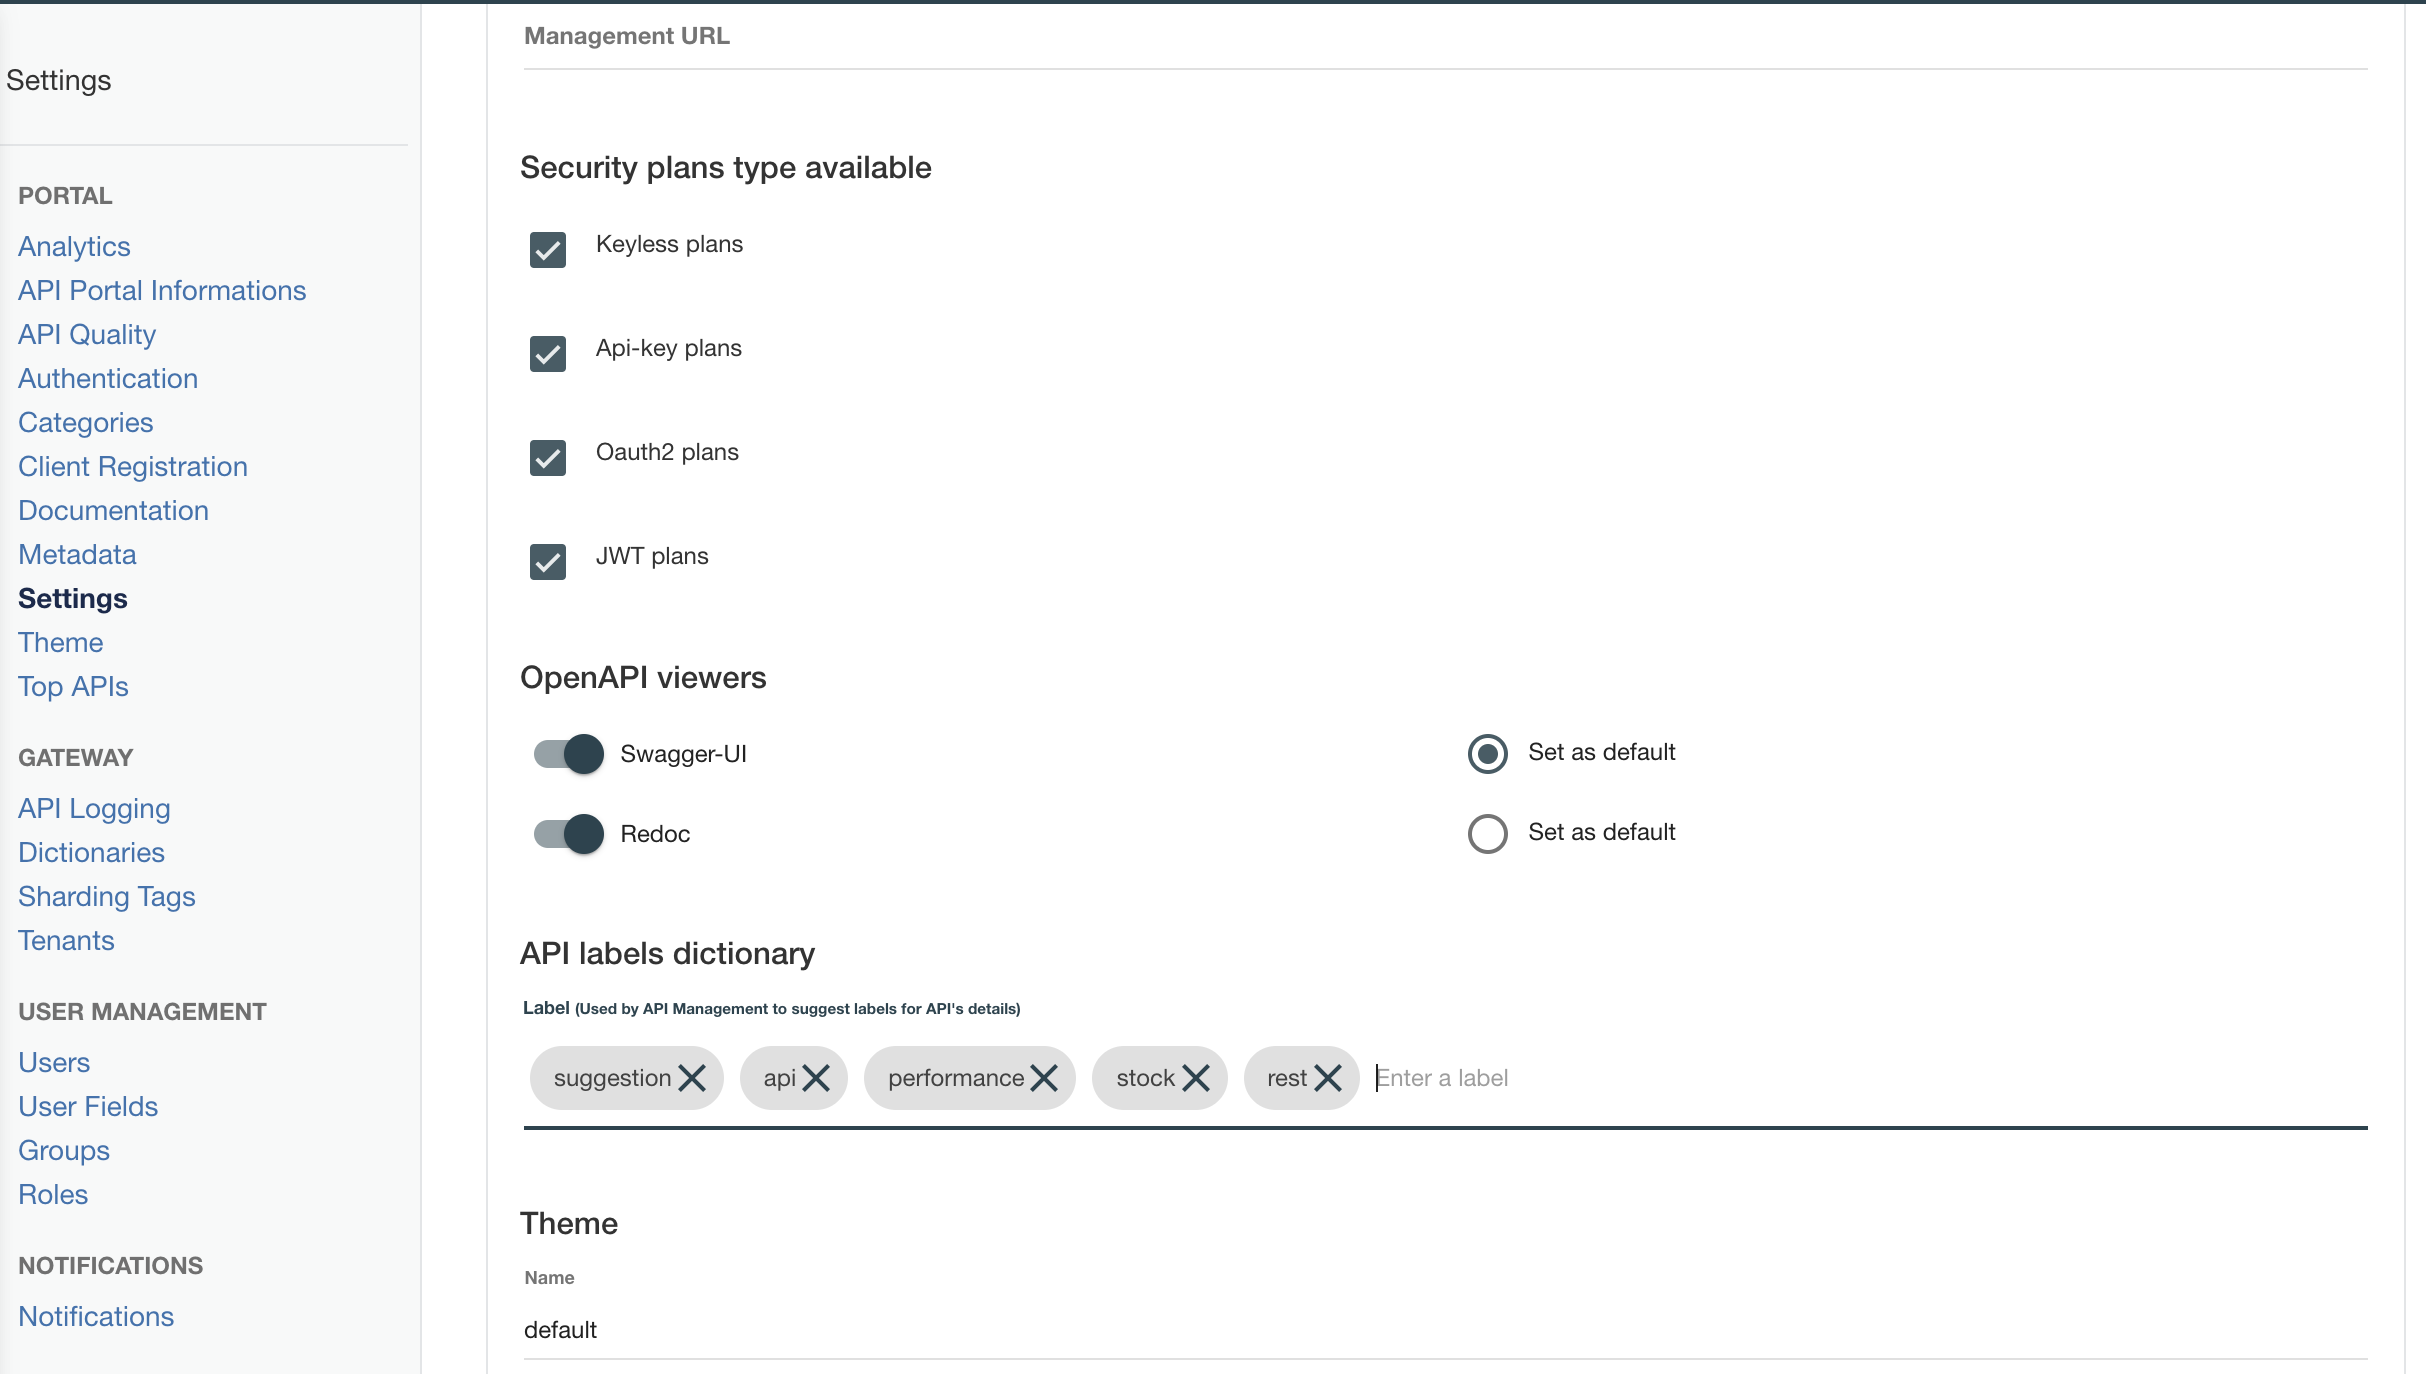 Settings
PORTAL
Analytics
API Portal Informations
API Quality
Authentication
Categories
Client Registration
Documentation
Metadata
Settings
Theme
Top APIs
GATEWAY
API Logging
Dictionaries
Sharding Tags
Tenants
USER MANAGEMENT
Users
User Fields
Groups
Roles
NOTIFICATIONS
Notifications
Management URL
Security plans type available
Keyless plans
Api-key plans
Oauth2 plans
JWT plans
OpenAPI viewers
Swagger-UI Set as default
Redoc Set as default
API labels dictionary
Label (Used by API Management to suggest labels for API's details)
suggestion api performance stock rest Enter a label
Theme
Name
default